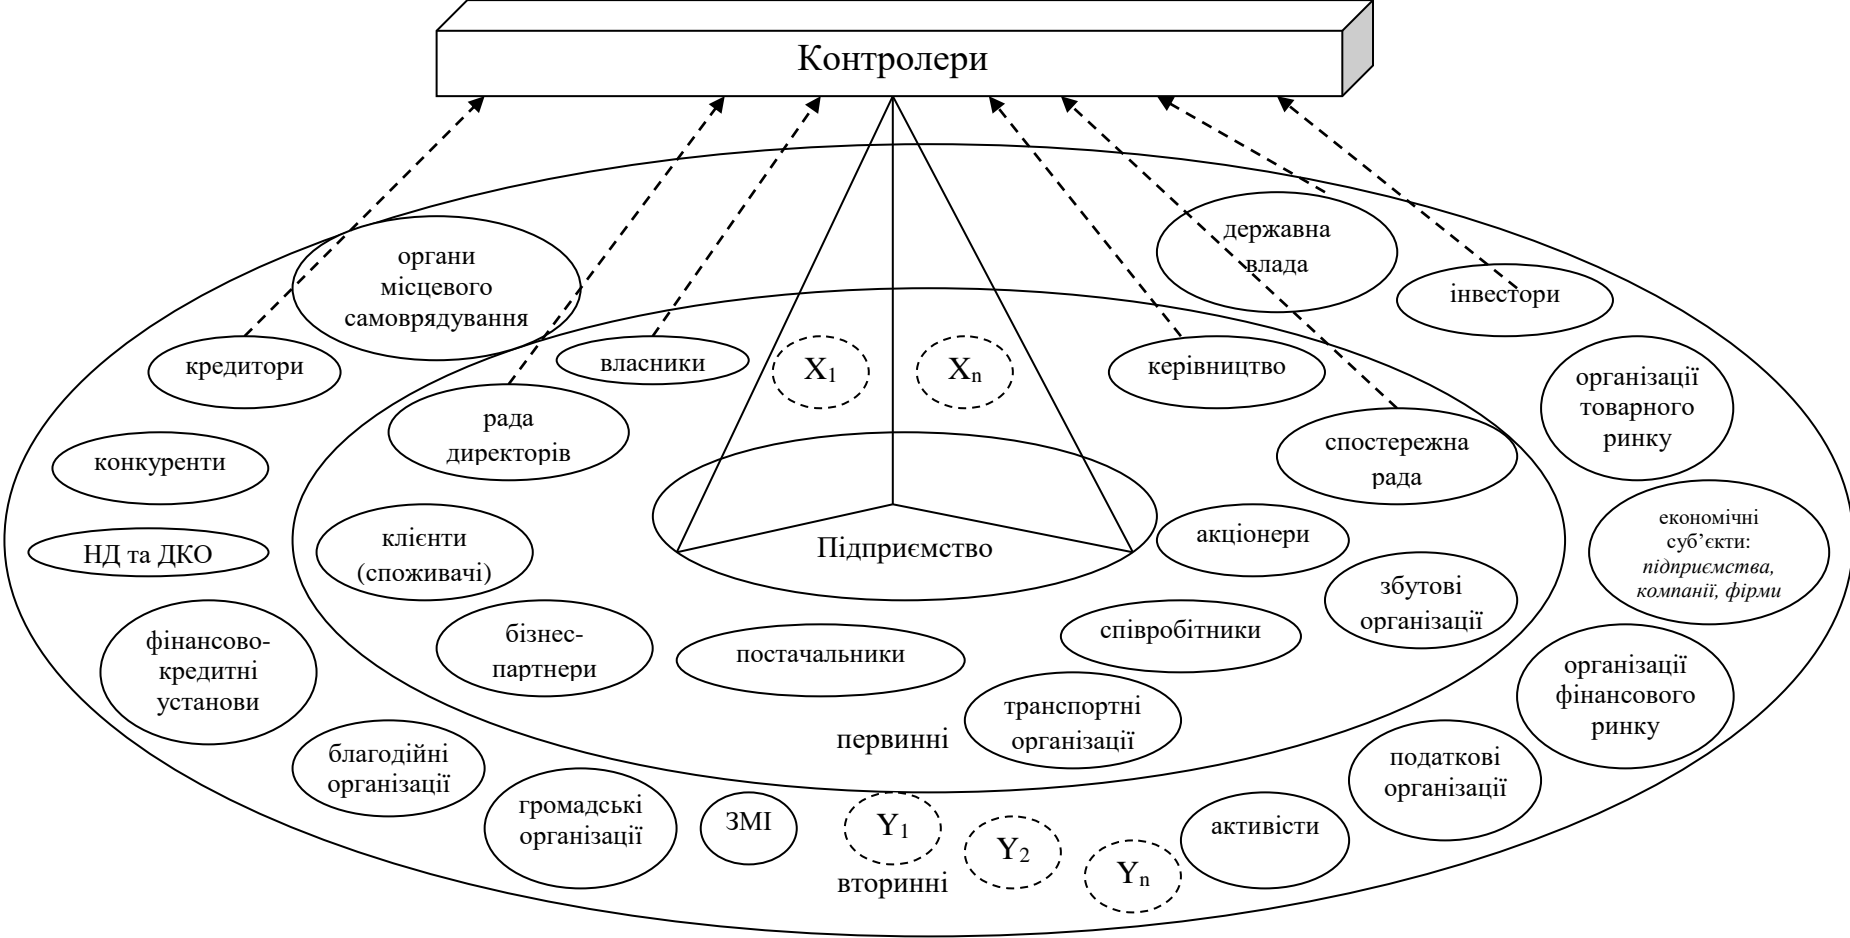 Контролери
органи
місцевого
самоврядування
державна
влада
інвестори
кредитори
власники
X1
Xn
керівництво
організації
товарного
ринку
рада
директорів
спостережна
рада
конкуренти
НД та ДКО
клієнти
(споживачі)
Підприємство
акціонери
економічні
суб’єкти:
підприємства,
компанії, фірми
збутові
організації
фінансово-
кредитні
установи
бізнес-
партнери
постачальники
співробітники
організації
фінансового
ринку
транспортні
організації
первинні
благодійні
організації
податкові
організації
громадські
організації
ЗМІ
Y1
Y2
Yn
активісти
вторинні